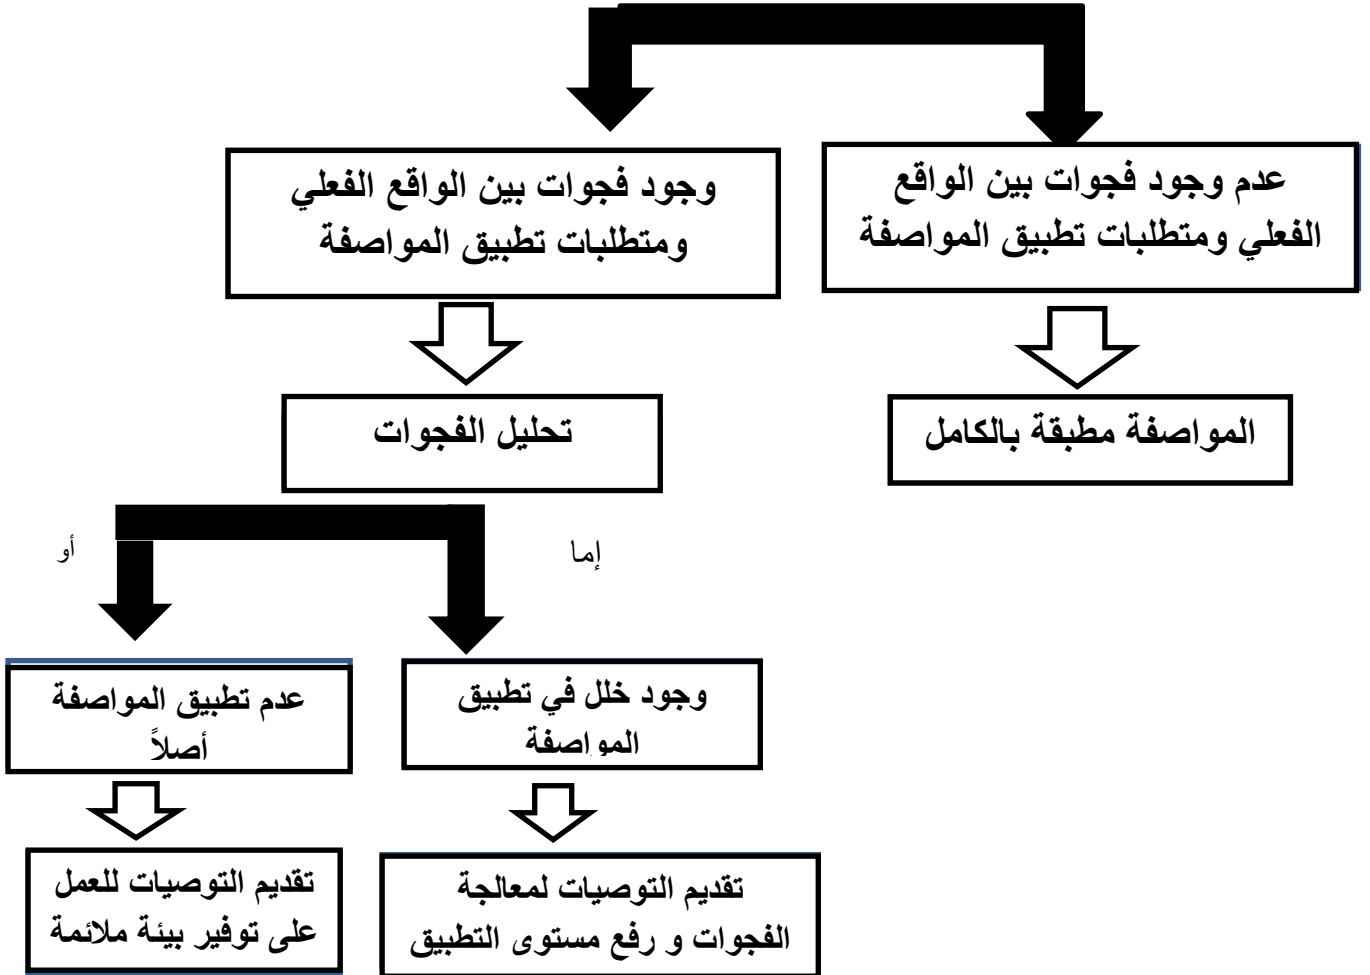 عدم وجود فجوات بين الواقع
الفعلي ومتطلبات تطبيق المواصفة
وجود فجوات بين الواقع الفعلي
ومتطلبات تطبيق المواصفة
المواصفة مطبقة بالكامل
تحليل الفجوات
إما
أو
وجود خلل في تطبيق
المواصفة
عدم تطبيق المواصفة
أصلاً
تقديم التوصيات لمعالجة
الفجوات و رفع مستوى التطبيق
تقديم التوصيات للعمل
على توفير بيئة ملائمة